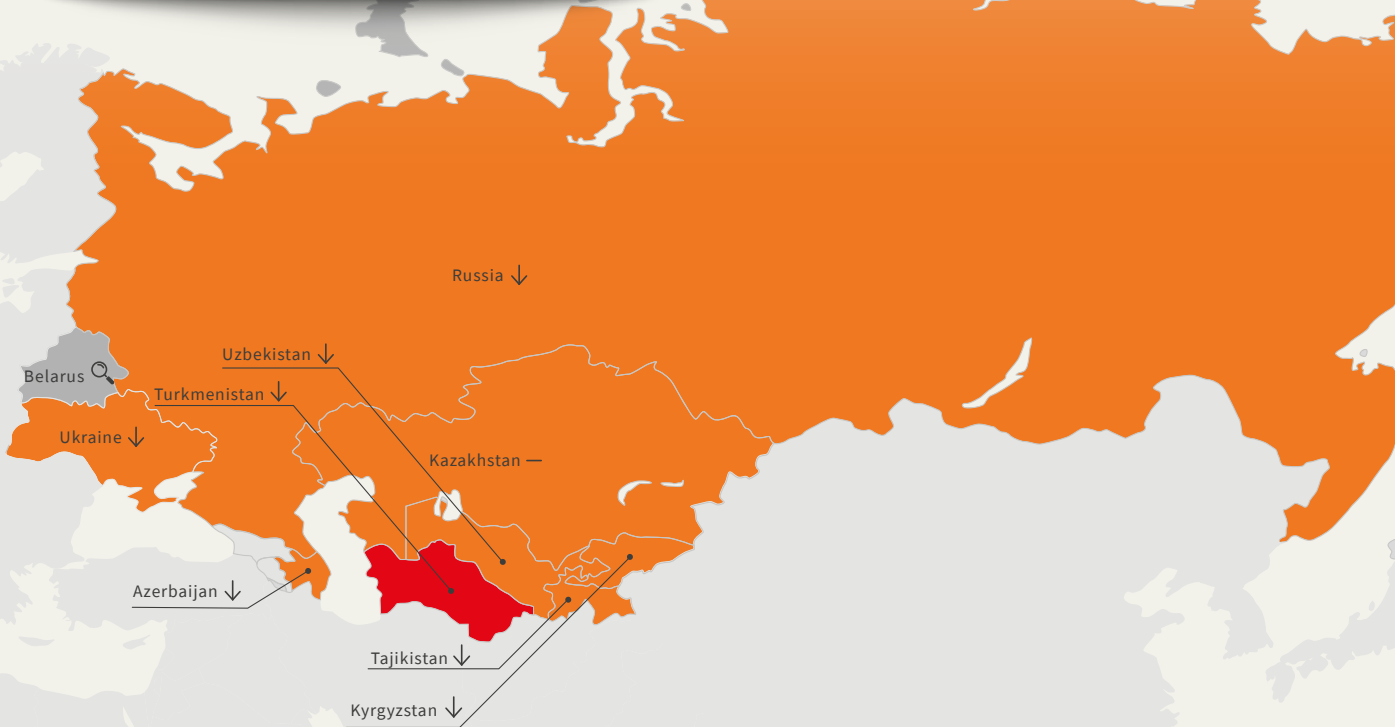 Russia ↓
Uzbekistan ↓
Belarus
Turkmenistan ↓
Ukraine ↓
Kazakhstan –
Azerbaijan ↓
Tajikistan ↓
Kyrgyzstan ↓